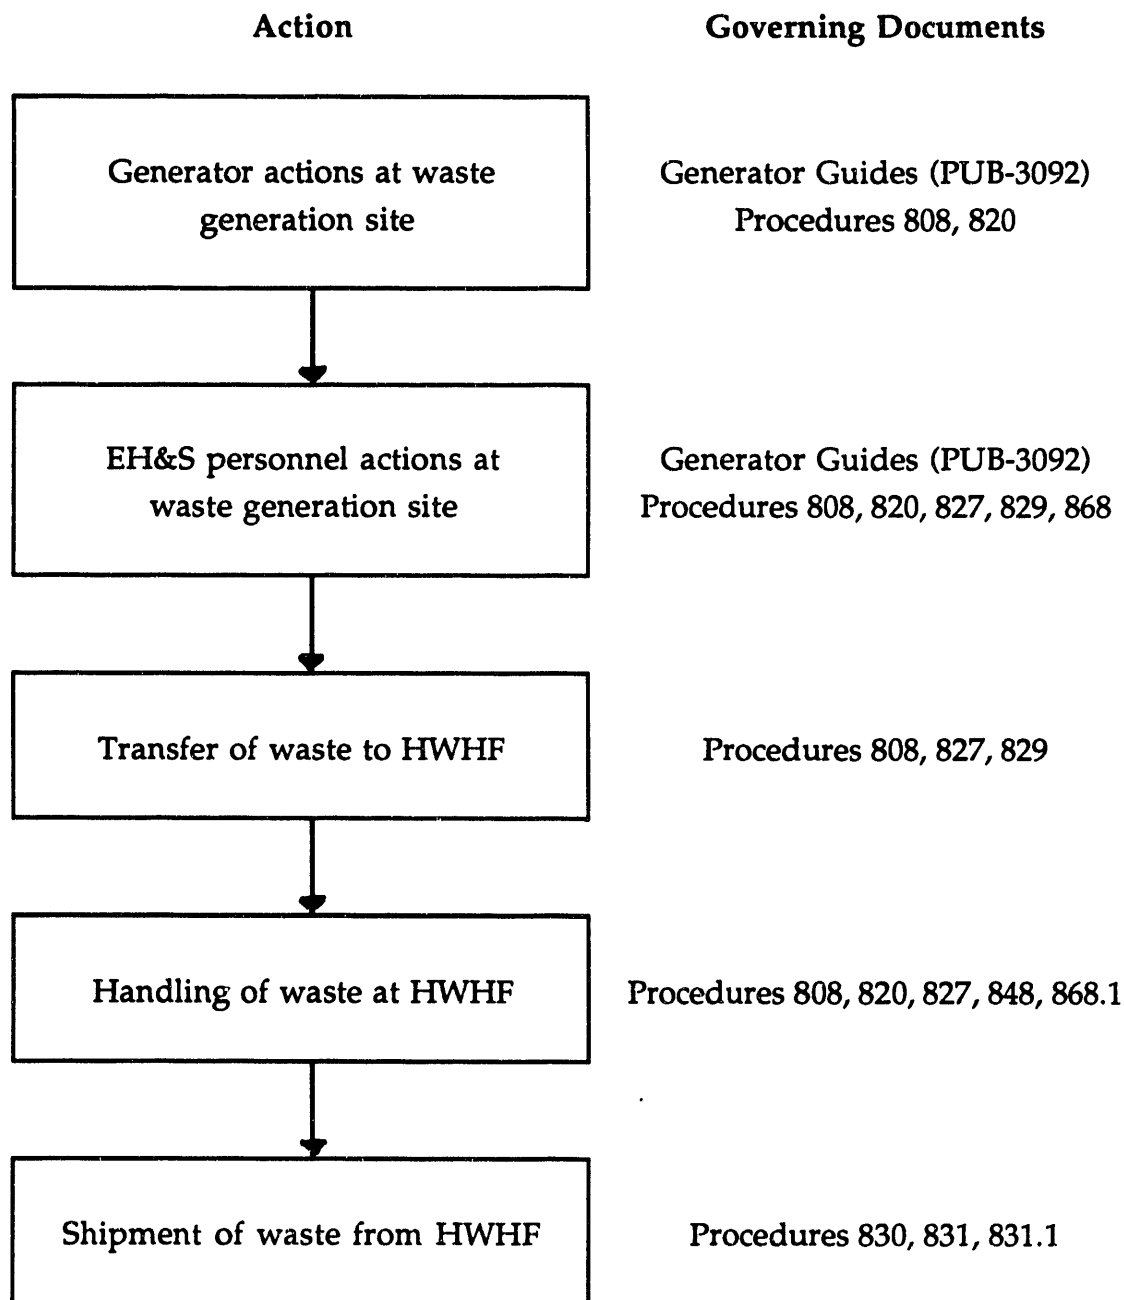 Action
Governing Documents
Generator actions at waste
generation site
Generator Guides (PUB-3092)
Procedures 808, 820
EH&S personnel actions at
waste generation site
Generator Guides (PUB-3092)
Procedures 808, 820, 827, 829, 868
Transfer of waste to HWHF
Procedures 808, 827, 829
Handling of waste at HWHF
Procedures 808, 820, 827, 848, 868.1
Shipment of waste from HWHF
Procedures 830, 831, 831.1